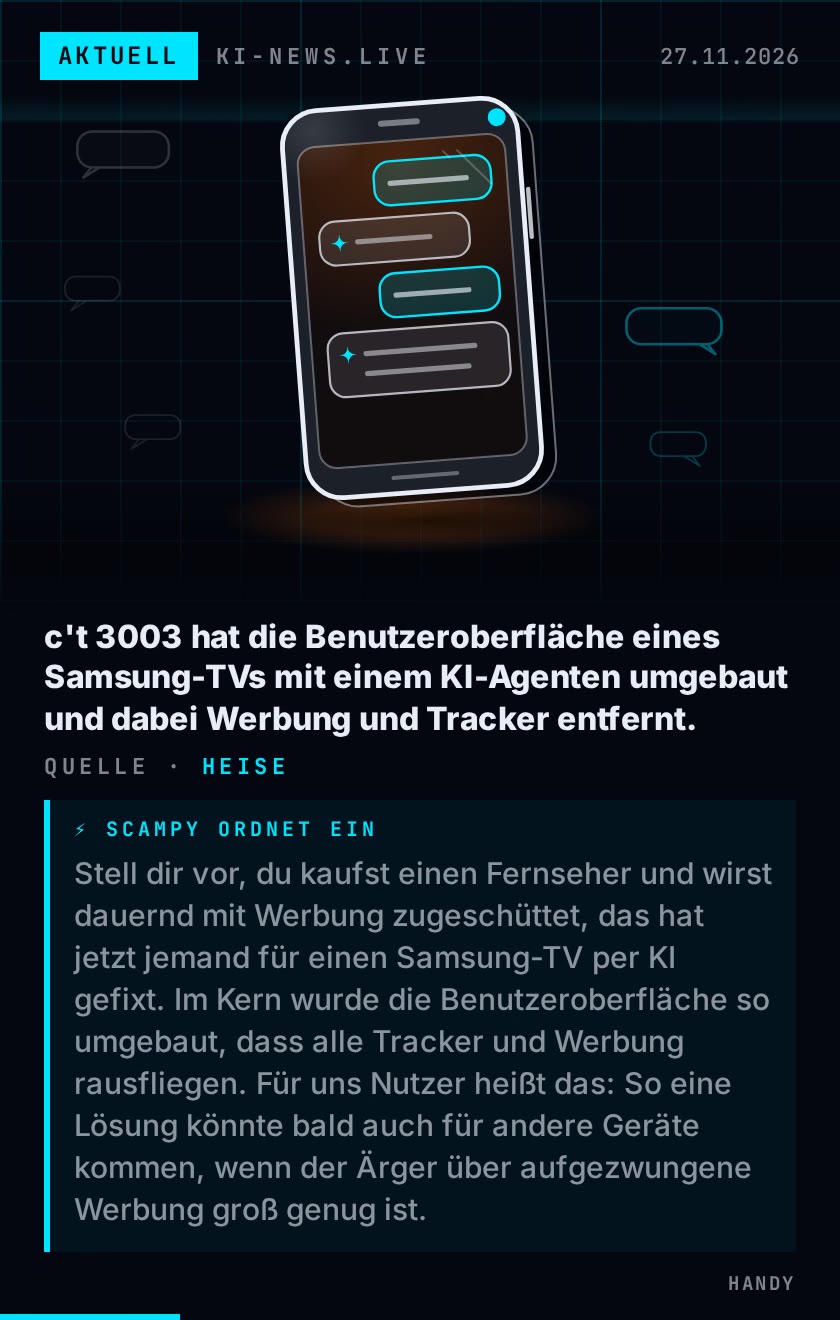 AKTUELL KI-NEWS.LIVE 27.11.2026
c't 3003 hat die Benutzeroberfläche eines
Samsung-TVs mit einem KI-Agenten umgebaut
und dabei Werbung und Tracker entfernt.
QUELLE · HEISE
⚡ SCAMPY ORDNET EIN
Stell dir vor, du kaufst einen Fernseher und wirst
dauernd mit Werbung zugeschüttet, das hat
jetzt jemand für einen Samsung-TV per KI
gefixt. Im Kern wurde die Benutzeroberfläche so
umgebaut, dass alle Tracker und Werbung
rausfliegen. Für uns Nutzer heißt das: So eine
Lösung könnte bald auch für andere Geräte
kommen, wenn der Ärger über aufgezwungene
Werbung groß genug ist.
HANDY